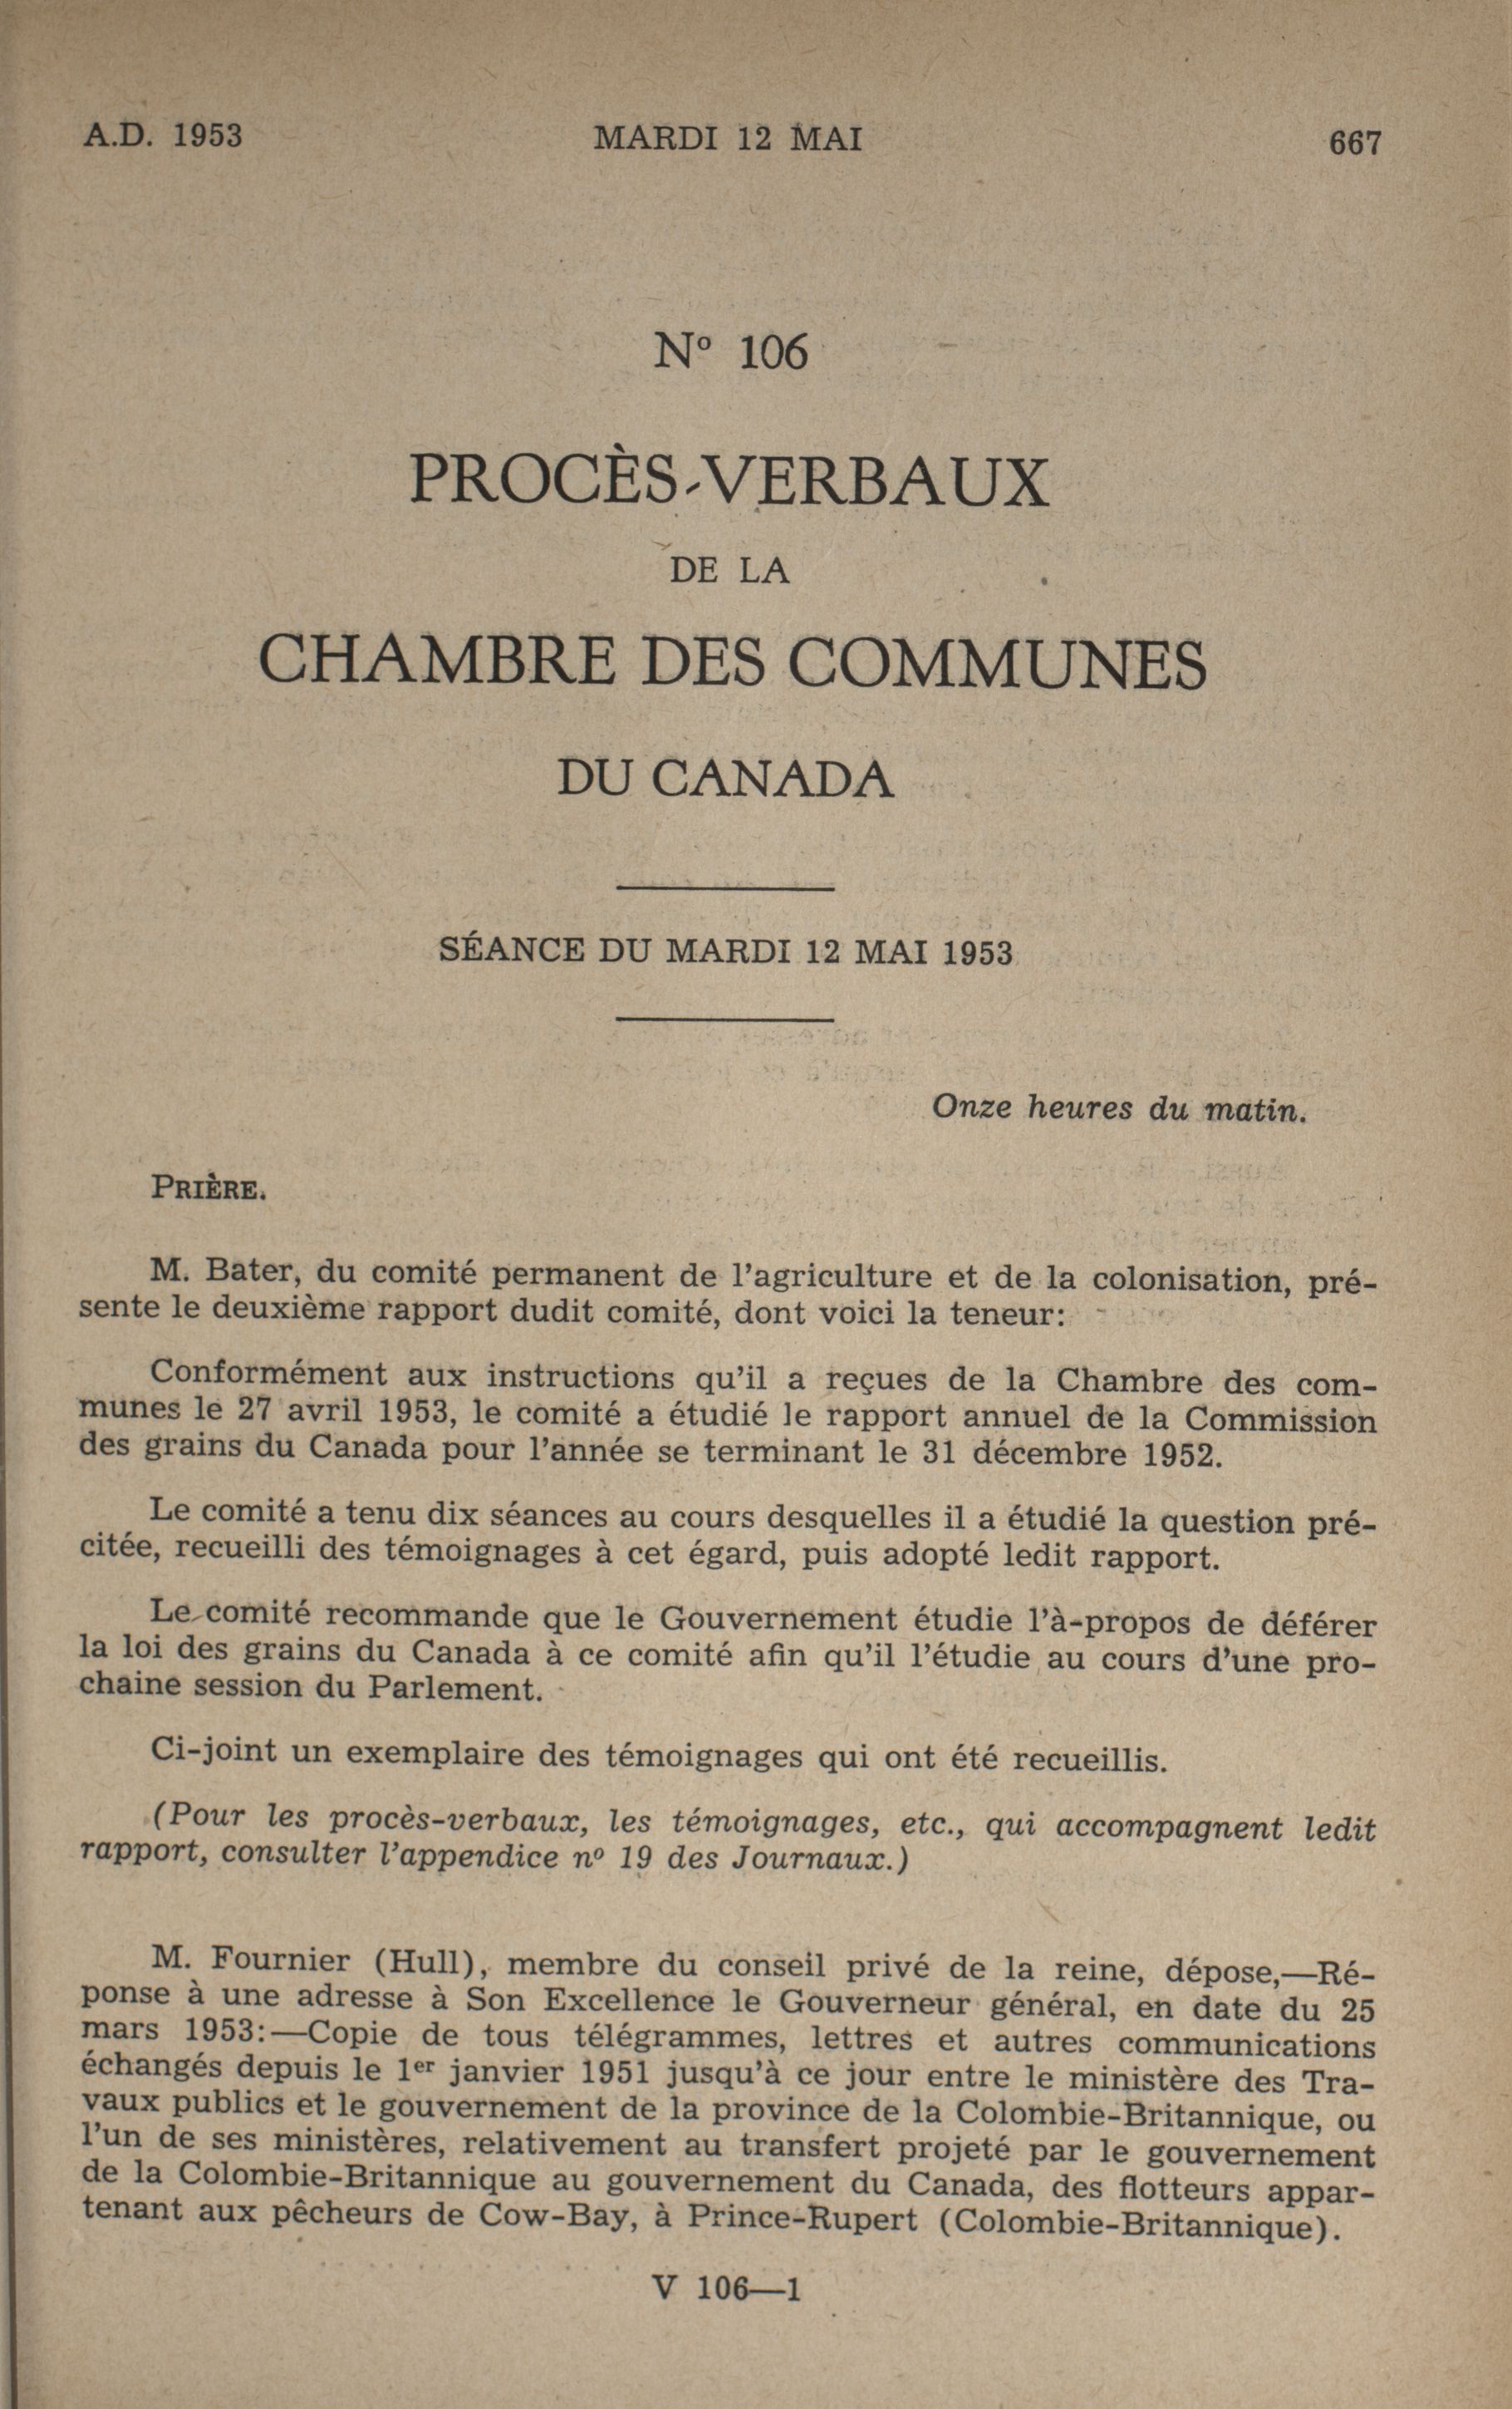 A.D. 1953 MARDI 12 MAI 667
Nº 106
PROCÈS-VERBAUX
DE LA
CHAMBRE DES COMMUNES
DU CANADA
SÉANCE DU MARDI 12 MAI 1953
Onze heures du matin.
PRIÈRE.
M. Bater, du comité permanent de l'agriculture et de la colonisation, pré-
sente le deuxième rapport dudit comité, dont voici la teneur:
Conformément aux instructions qu'il a reçues de la Chambre des com-
munes le 27 avril 1953, le comité a étudié le rapport annuel de la Commission
des grains du Canada pour l'année se terminant le 31 décembre 1952.
Le comité a tenu dix séances au cours desquelles il a étudié la question pré-
citée, recueilli des témoignages à cet égard, puis adopté ledit rapport.
Le comité recommande que le Gouvernement étudie l'à-propos de déférer
la loi des grains du Canada à ce comité afin qu'il l'étudie au cours d'une pro-
chaine session du Parlement.
Ci-joint un exemplaire des témoignages qui ont été recueillis.
(Pour les procès-verbaux, les témoignages, etc., qui accompagnent ledit
rapport, consulter l'appendice nº 19 des Journaux.)
M. Fournier (Hull), membre du conseil privé de la reine, dépose,—Ré-
ponse à une adresse à Son Excellence le Gouverneur général, en date du 25
mars 1953:—Copie de tous télégrammes, lettres et autres communications
échangés depuis le 1er janvier 1951 jusqu'à ce jour entre le ministère des Tra-
vaux publics et le gouvernement de la province de la Colombie-Britannique, ou
l'un de ses ministères, relativement au transfert projeté par le gouvernement
de la Colombie-Britannique au gouvernement du Canada, des flotteurs appar-
tenant aux pêcheurs de Cow-Bay, à Prince-Rupert (Colombie-Britannique).
V 106—1